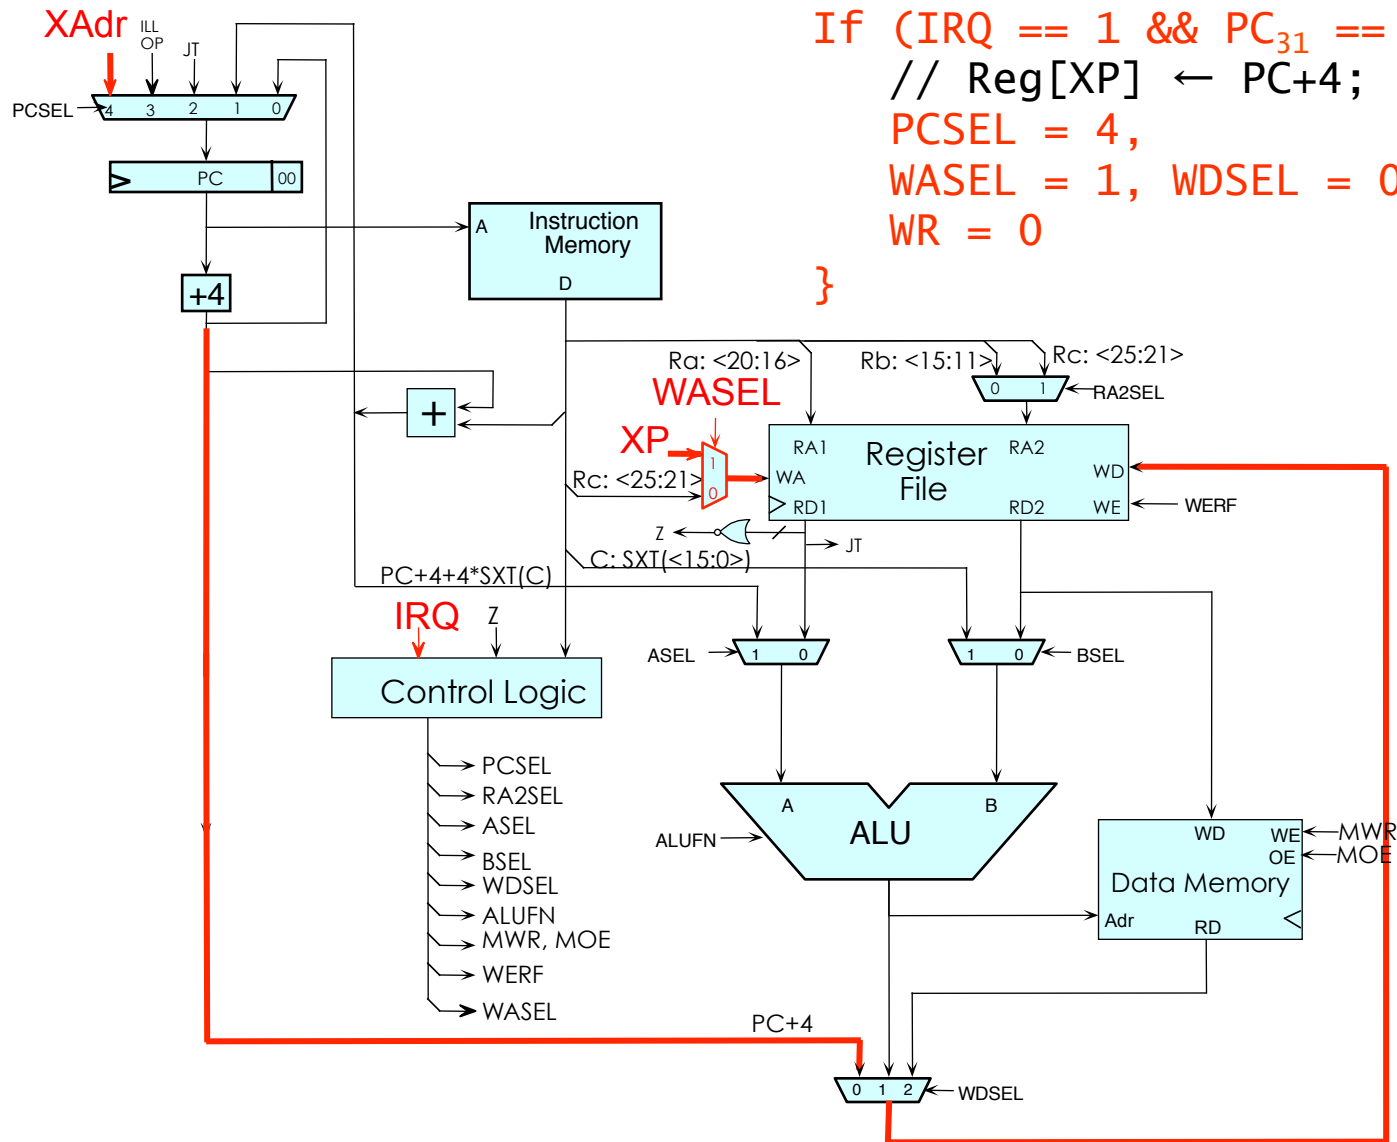 XAdr
ILL
OP
JT
PCSEL
4 3 2 1 0
PC 00
+4
If (IRQ == 1 && PC31 ==
// Reg[XP] ← PC+4;
PCSEL = 4,
WASEL = 1, WDSEL = 0
WR = 0
}
A
Instruction
Memory
D
Ra: <20:16>
Rb: <15:11>
Rc: <25:21>
0 1
RA2SEL
+
WASEL
XP
1
0
Rc: <25:21>
RA1
RA2
Register
File
WA
WD
RD1
RD2
WE
WERF
Z
JT
C: SXT(<15:0>)
PC+4+4*SXT(C)
IRQ
Z
Control Logic
ASEL
1 0
1 0
BSEL
PCSEL
RA2SEL
ASEL
BSEL
WDSEL
ALUFN
MWR, MOE
WERF
WASEL
A
B
ALU
ALUFN
WD
WE
MWR
OE
MOE
Data Memory
Adr
RD
PC+4
0 1 2
WDSEL